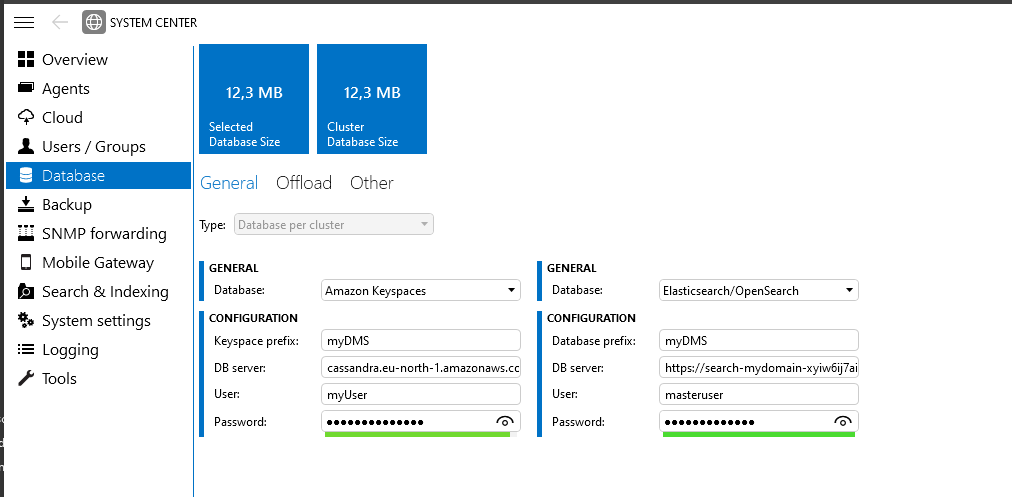 SYSTEM CENTER
Overview
Agents
Cloud
Users / Groups
Database
Backup
SNMP forwarding
Mobile Gateway
Search & Indexing
System settings
Logging
Tools
12,3 MB
Selected
Database Size
12,3 MB
Cluster
Database Size
General Offload Other
Type: Database per cluster
GENERAL
Database: Amazon Keyspaces
CONFIGURATION
Keyspace prefix: myDMS
DB server: cassandra.eu-north-1.amazonaws.cc
User: myUser
Password: ●●●●●●●●●●●●●●
GENERAL
Database: Elasticsearch/OpenSearch
CONFIGURATION
Database prefix: myDMS
DB server: https://search-mydomain-xyiw6ij7ai
User: masteruser
Password: ●●●●●●●●●●●●●